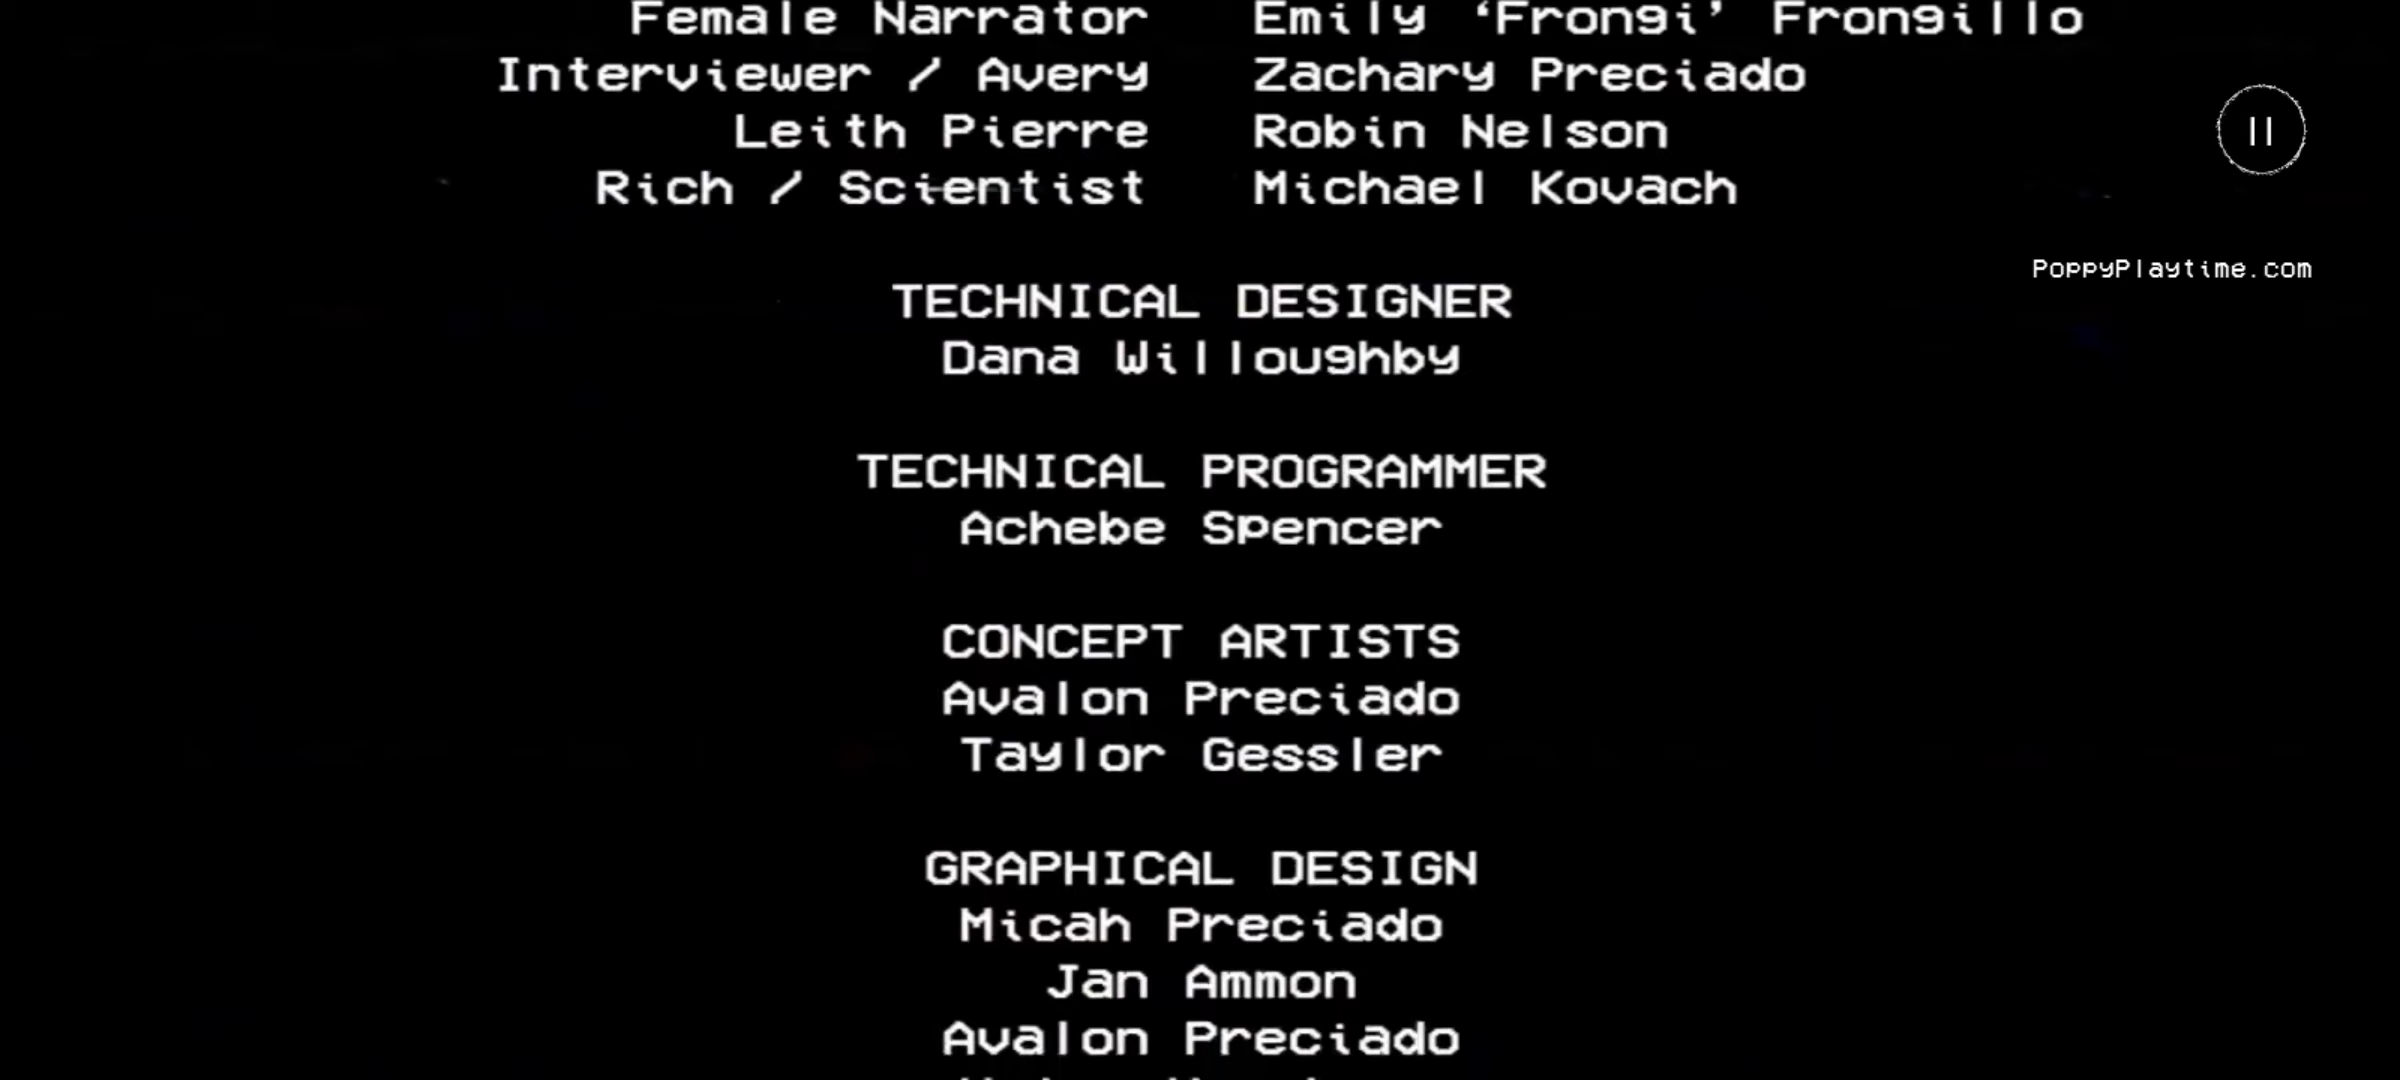 Female Narrator Emily ‘Frongi’ Frongillo
Interviewer / Avery Zachary Preciado
Leith Pierre Robin Nelson
Rich / Scientist Michael Kovach
PoppyPlaytime.com
TECHNICAL DESIGNER
Dana Willoughby
TECHNICAL PROGRAMMER
Achebe Spencer
CONCEPT ARTISTS
Avalon Preciado
Taylor Gessler
GRAPHICAL DESIGN
Micah Preciado
Jan Ammon
Avalon Preciado